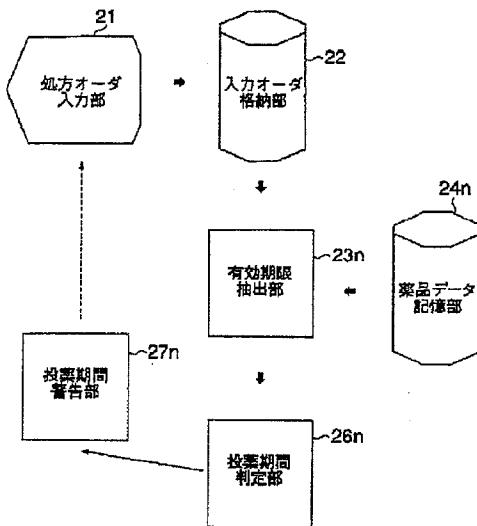 21
処方オーダ
入力部
22
入力オーダ
格納部
23n
有効期限
抽出部
24n
薬品データ
記憶部
27n
投薬期間
警告部
26n
投薬期間
判定部